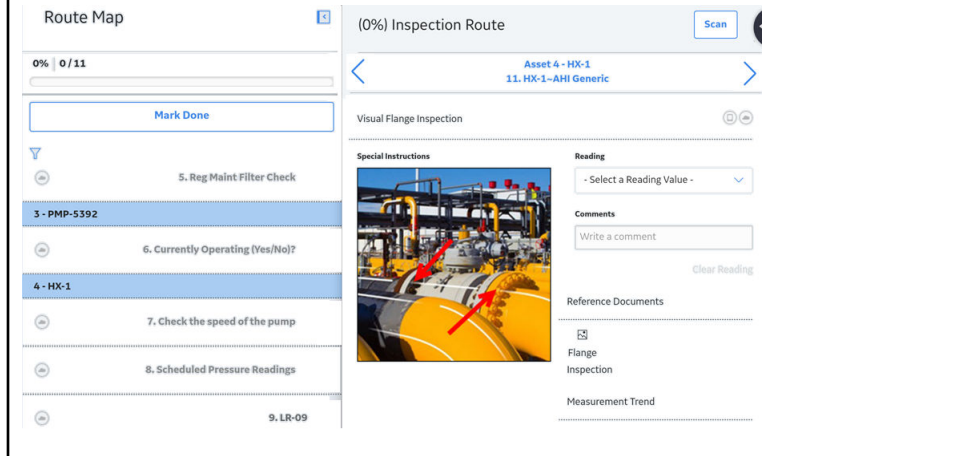 Route Map
0% | 0/11
Mark Done
5. Reg Maint Filter Check
3 - PMP-5392
6. Currently Operating (Yes/No)?
4 - HX-1
7. Check the speed of the pump
8. Scheduled Pressure Readings
9. LR-09
(0%) Inspection Route
Scan
Asset 4 - HX-1
11. HX-1~AHI Generic
Visual Flange Inspection
Special Instructions
Reading
- Select a Reading Value -
Comments
Write a comment
Clear Reading
Reference Documents
Flange
Inspection
Measurement Trend